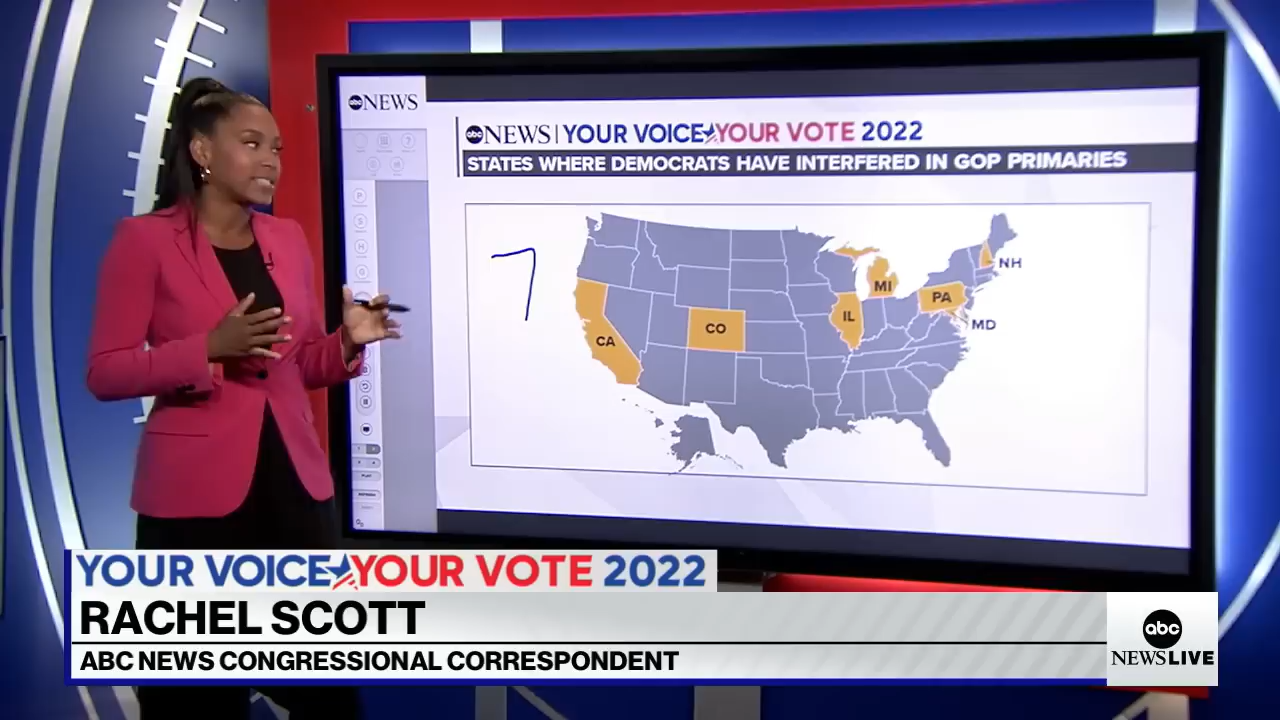 abc NEWS
abc NEWS | YOUR VOICE YOUR VOTE 2022
STATES WHERE DEMOCRATS HAVE INTERFERED IN GOP PRIMARIES
7
NH
MI
PA
IL
CO
MD
CA
P
S
H
YOUR VOICE YOUR VOTE 2022
RACHEL SCOTT
ABC NEWS CONGRESSIONAL CORRESPONDENT
abc
NEWS LIVE